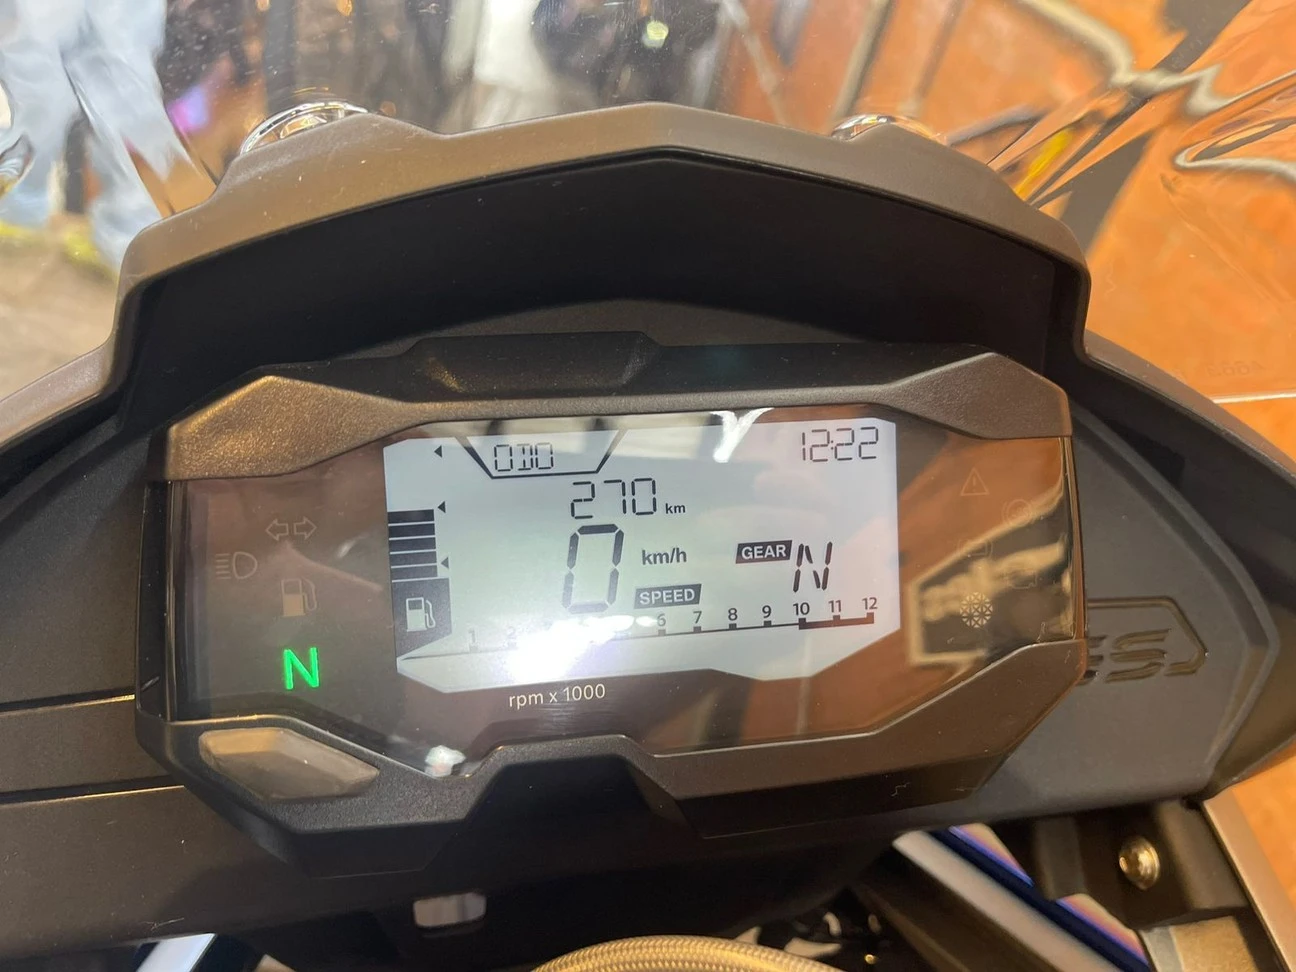 ODO
12:22
270 km
0 km/h
GEAR N
SPEED
1 2 6 7 8 9 10 11 12
N
rpm x 1000